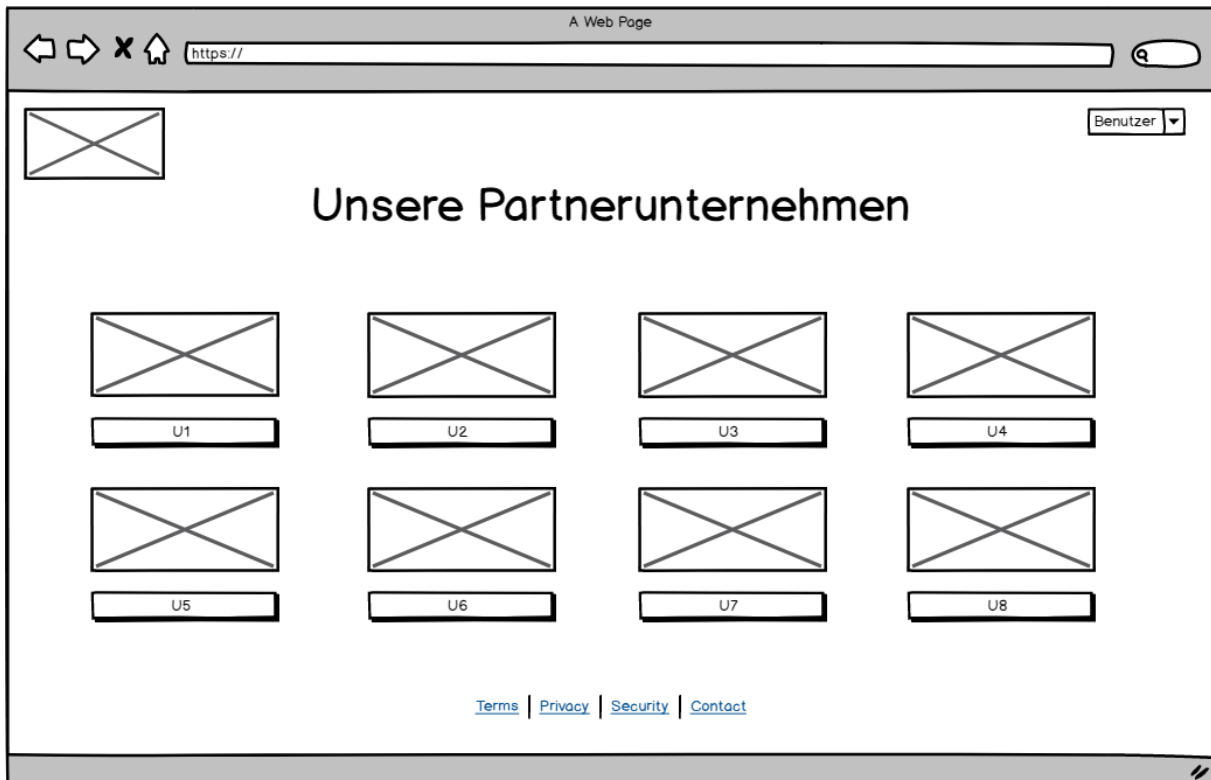 A Web Page
https://
Benutzer
Unsere Partnerunternehmen
U1 U2 U3 U4
U5 U6 U7 U8
Terms | Privacy | Security | Contact